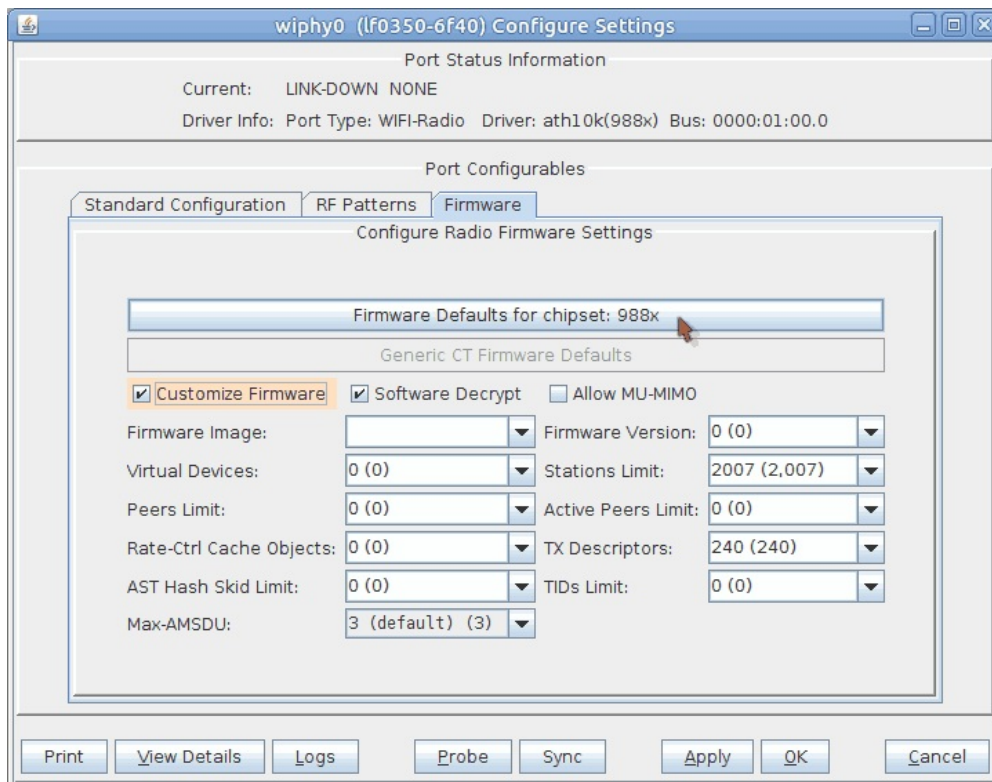 wiphy0 (lf0350-6f40) Configure Settings
Port Status Information
Current: LINK-DOWN NONE
Driver Info: Port Type: WIFI-Radio Driver: ath10k(988x) Bus: 0000:01:00.0
Port Configurables
Standard Configuration RF Patterns Firmware
Configure Radio Firmware Settings
Firmware Defaults for chipset: 988x
Generic CT Firmware Defaults
Customize Firmware Software Decrypt Allow MU-MIMO
Firmware Image: Firmware Version: 0 (0)
Virtual Devices: 0 (0) Stations Limit: 2007 (2,007)
Peers Limit: 0 (0) Active Peers Limit: 0 (0)
Rate-Ctrl Cache Objects: 0 (0) TX Descriptors: 240 (240)
AST Hash Skid Limit: 0 (0) TIDs Limit: 0 (0)
Max-AMSDU: 3 (default) (3)
Print View Details Logs Probe Sync Apply OK Cancel